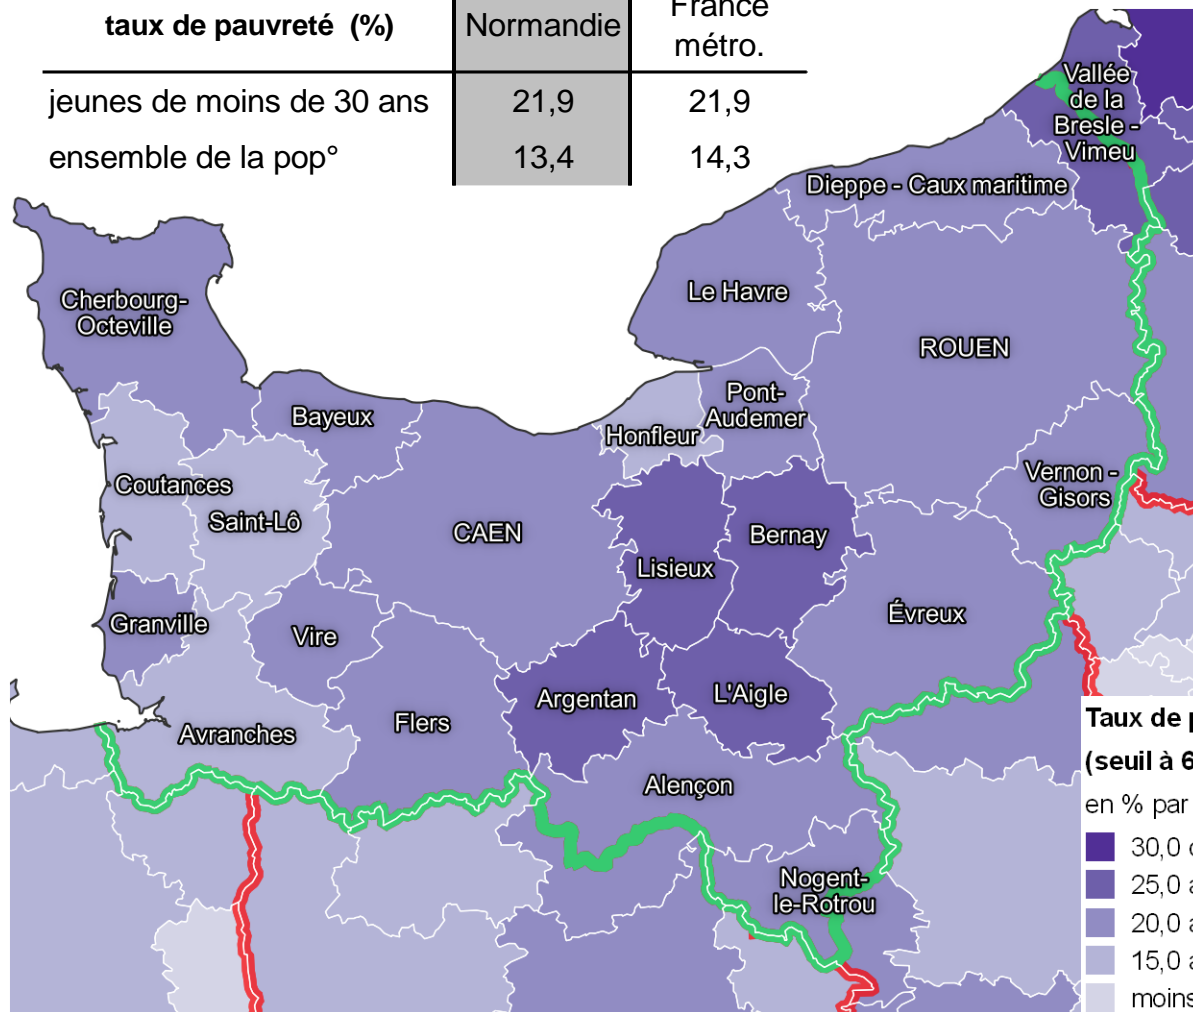 taux de pauvreté (%)
Normandie
France
métro.
jeunes de moins de 30 ans
21,9
21,9
ensemble de la pop°
13,4
14,3
Vallée
de la
Bresle -
Vimeu
Dieppe - Caux maritime
Cherbourg-
Octeville
Le Havre
ROUEN
Bayeux
Pont-
Audemer
Honfleur
Coutances
Saint-Lô
CAEN
Vernon -
Gisors
Bernay
Lisieux
Granville
Vire
Évreux
Argentan
L'Aigle
Flers
Avranches
Alençon
Nogent-
le-Rotrou
Taux de p
(seuil à 6
en % par
30,0
25,0 a
20,0 a
15,0 a
moins